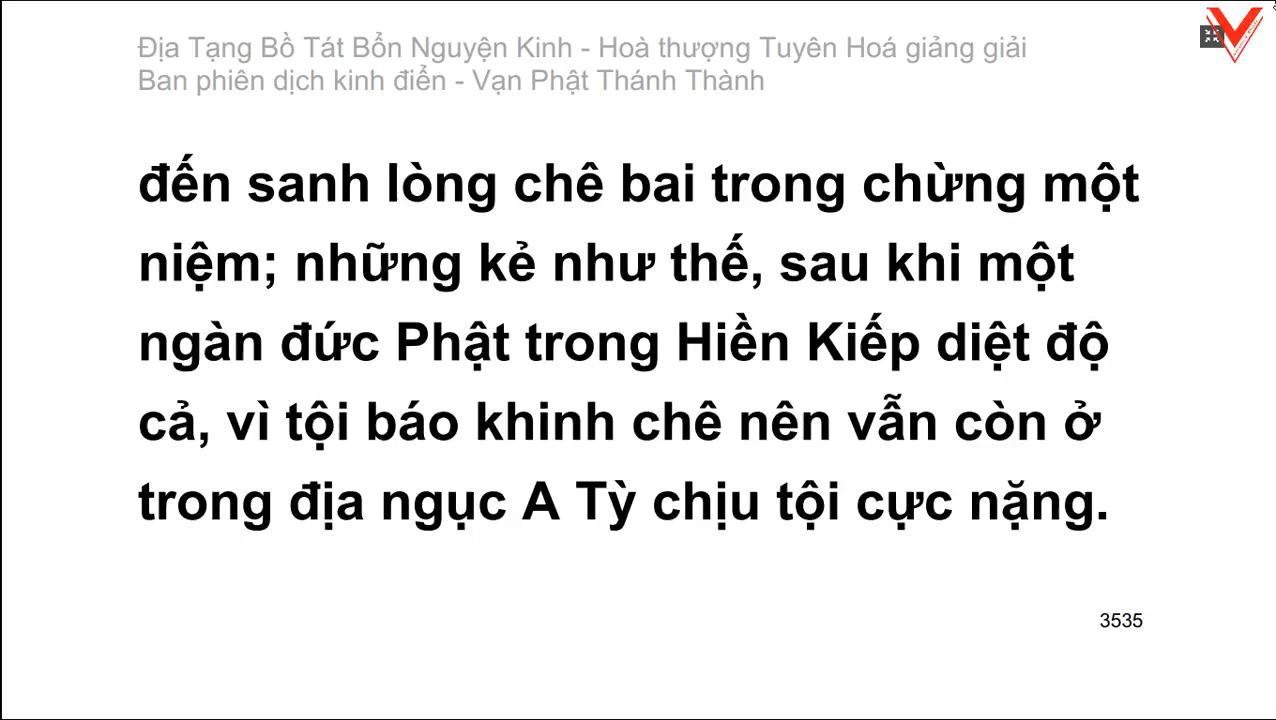 Địa Tạng Bồ Tát Bổn Nguyện Kinh - Hoà thượng Tuyên Hoá giảng giải
Ban phiên dịch kinh điển - Vạn Phật Thánh Thành
đến sanh lòng chê bai trong chừng một
niệm; những kẻ như thế, sau khi một
ngàn đức Phật trong Hiền Kiếp diệt độ
cả, vì tội báo khinh chê nên vẫn còn ở
trong địa ngục A Tỳ chịu tội cực nặng.
3535